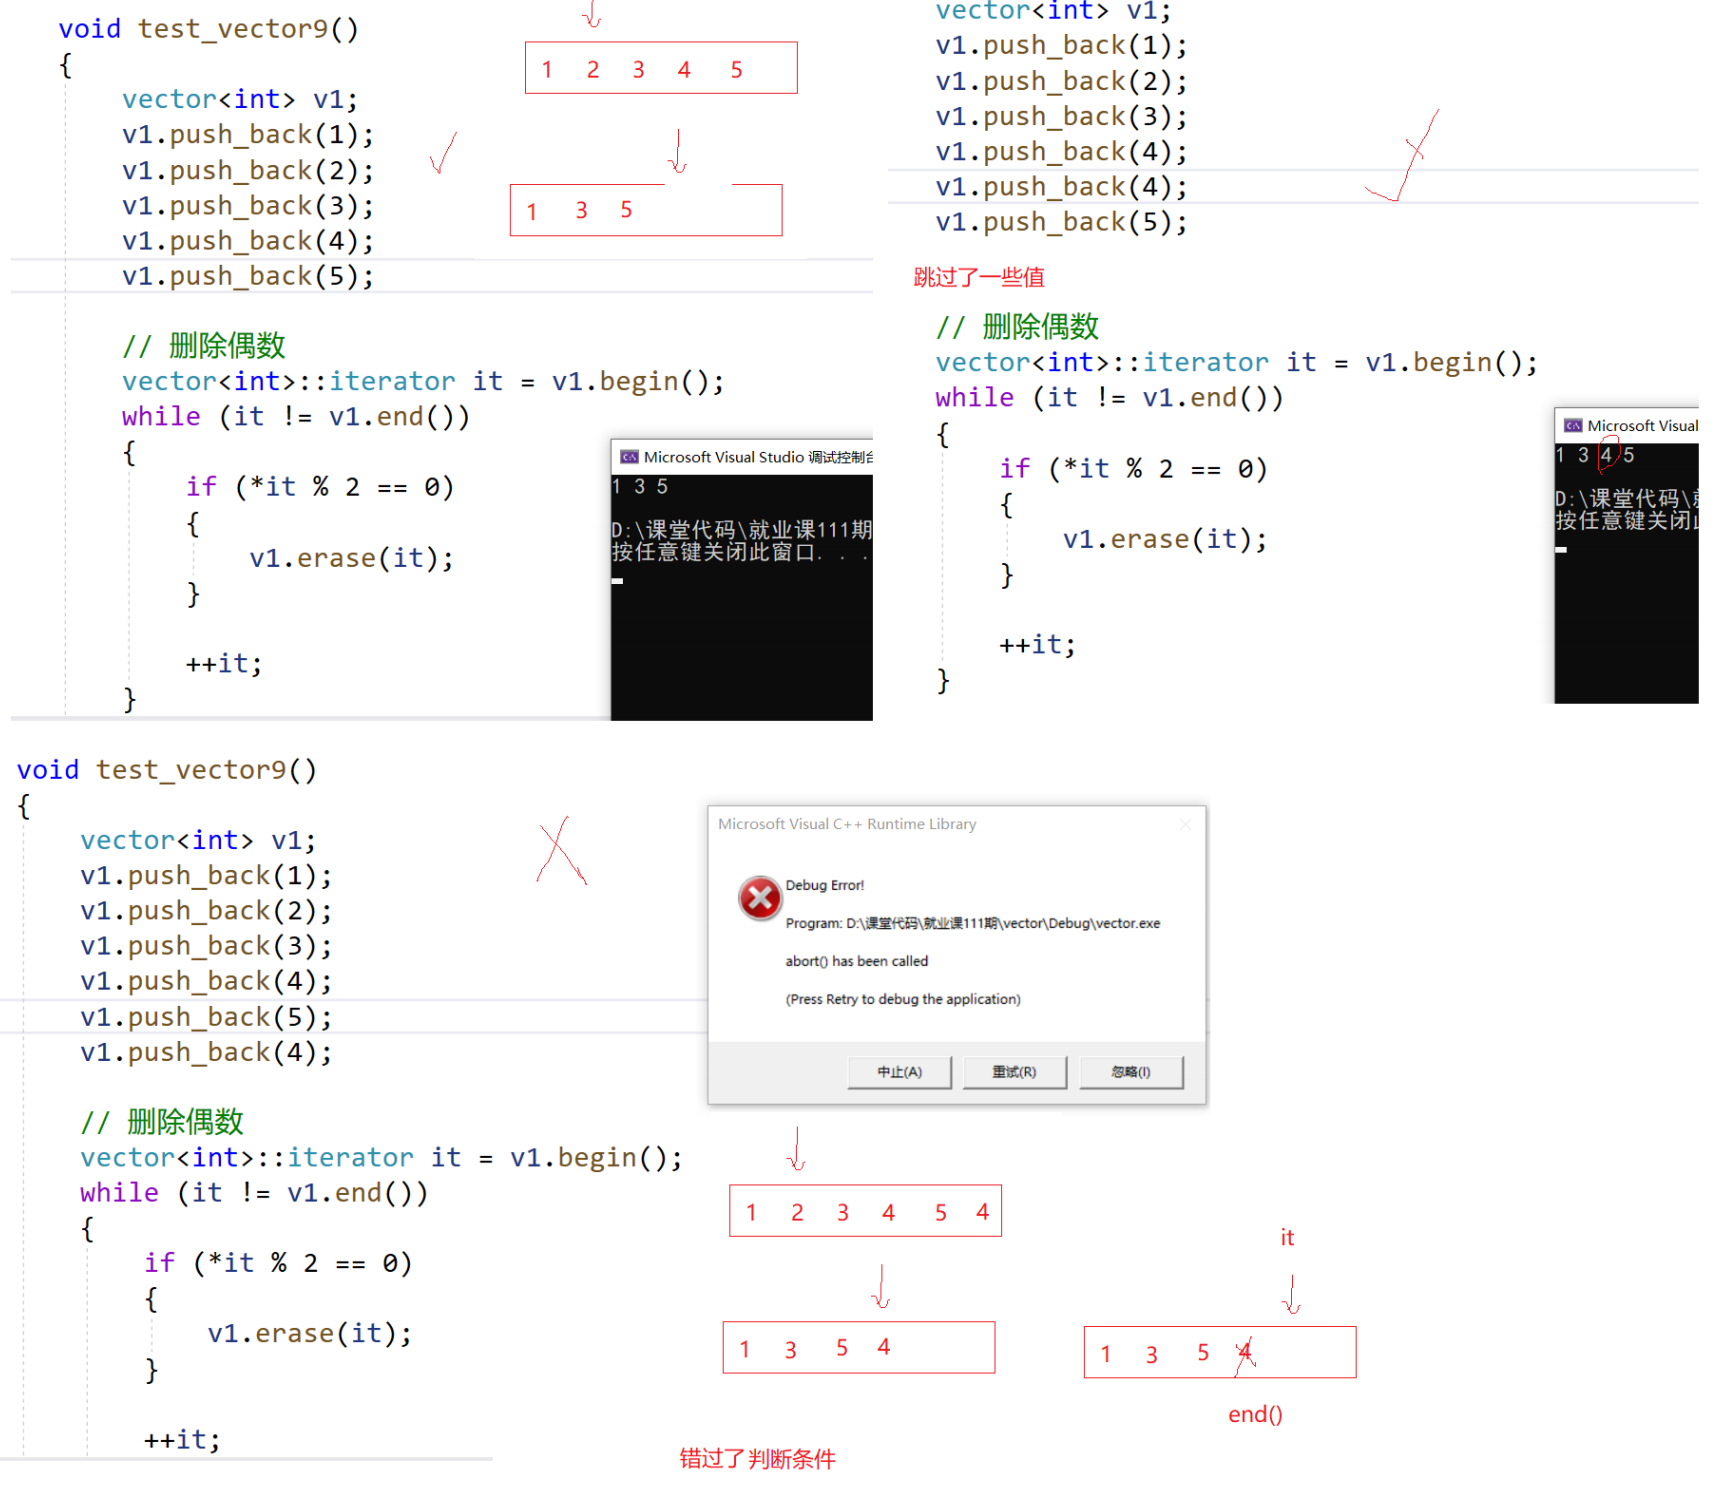 void test_vector9()
{
vector<int> v1;
v1.push_back(1);
v1.push_back(2);
v1.push_back(3);
v1.push_back(4);
v1.push_back(5);
// 删除偶数
vector<int>::iterator it = v1.begin();
while (it != v1.end())
{
if (*it % 2 == 0)
{
v1.erase(it);
}
++it;
}
1 2 3 4 5
1 3 5
Microsoft Visual Studio 调试控制台
1 3 5
D:\课堂代码\就业课111期
按任意键关闭此窗口. . .
vector<int> v1;
v1.push_back(1);
v1.push_back(2);
v1.push_back(3);
v1.push_back(4);
v1.push_back(4);
v1.push_back(5);
跳过了一些值
// 删除偶数
vector<int>::iterator it = v1.begin();
while (it != v1.end())
{
if (*it % 2 == 0)
{
v1.erase(it);
}
++it;
}
Microsoft Visual
1 3 4 5
D:\课堂代码\
按任意键关闭
void test_vector9()
{
vector<int> v1;
v1.push_back(1);
v1.push_back(2);
v1.push_back(3);
v1.push_back(4);
v1.push_back(5);
v1.push_back(4);
// 删除偶数
vector<int>::iterator it = v1.begin();
while (it != v1.end())
{
if (*it % 2 == 0)
{
v1.erase(it);
}
++it;
Microsoft Visual C++ Runtime Library
Debug Error!
Program: D:\课堂代码\就业课111期\vector\Debug\vector.exe
abort() has been called
(Press Retry to debug the application)
中止(A) 重试(R) 忽略(I)
1 2 3 4 5 4
1 3 5 4
it
1 3 5 4
end()
错过了判断条件